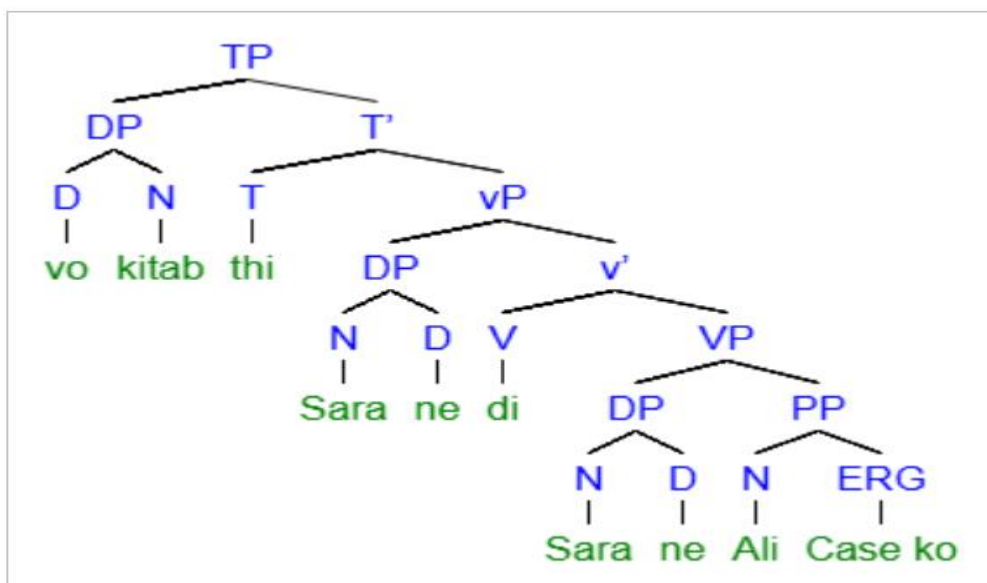 TP
DP T’
D N T vP
vo kitab thi DP v’
N D V VP
Sara ne di DP PP
N D N ERG
Sara ne Ali Case ko